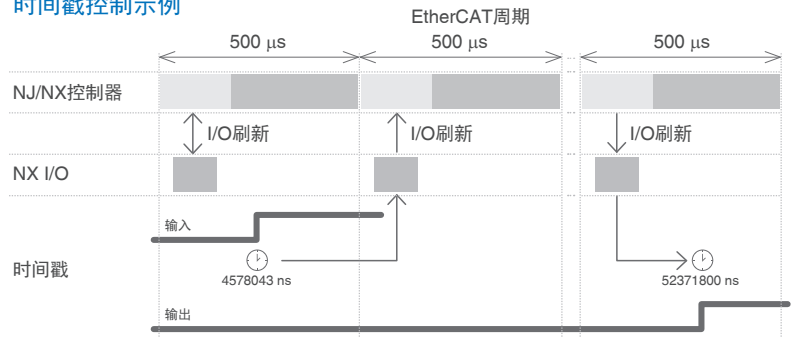 时间戳控制示例
EtherCAT周期
500 μs
500 μs
500 μs
NJ/NX控制器
I/O刷新
I/O刷新
I/O刷新
NX I/O
输入
时间戳
4578043 ns
52371800 ns
输出